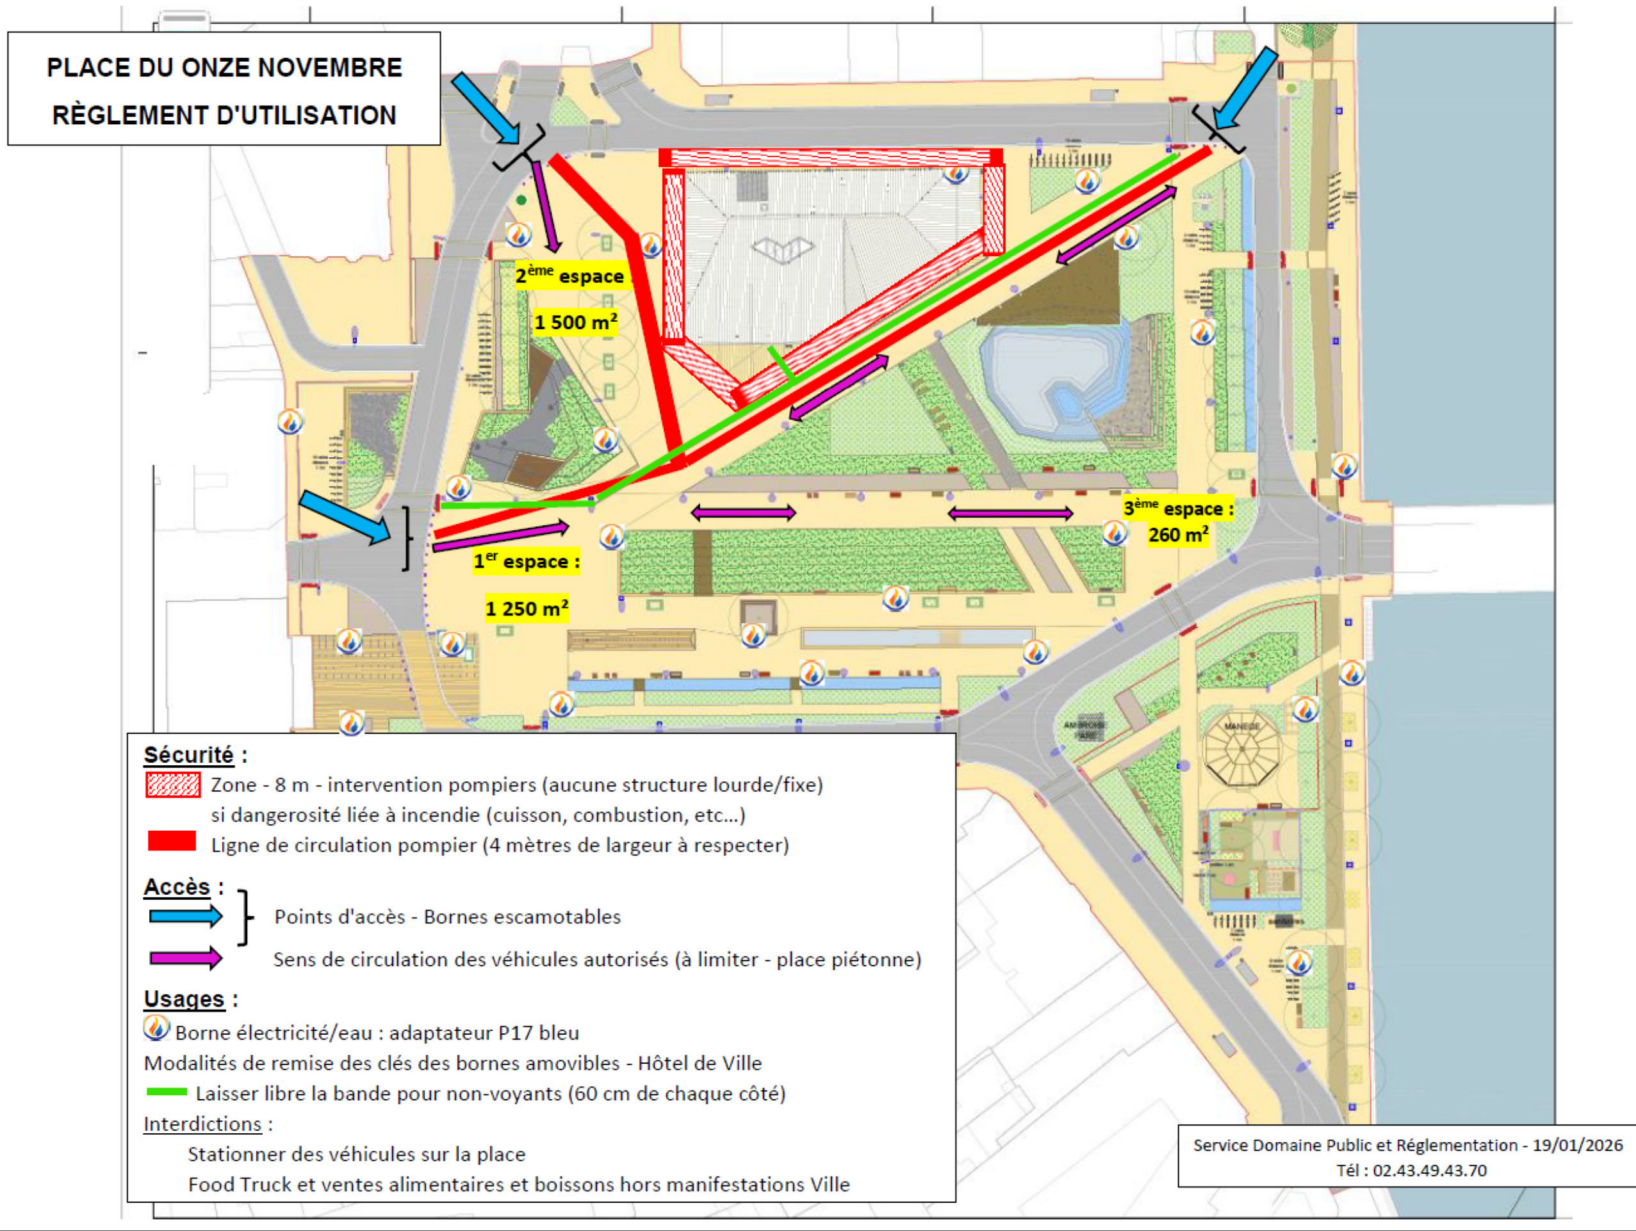 PLACE DU ONZE NOVEMBRE
RÈGLEMENT D'UTILISATION
2ème espace
1 500 m²
3ème espace :
260 m²
1er espace :
1 250 m²
AMBROISE
PARE
MANEGE
Sécurité :
Zone - 8 m - intervention pompiers (aucune structure lourde/fixe)
si dangerosité liée à incendie (cuisson, combustion, etc...)
Ligne de circulation pompier (4 mètres de largeur à respecter)
Accès :
Points d'accès - Bornes escamotables
Sens de circulation des véhicules autorisés (à limiter - place piétonne)
Usages :
Borne électricité/eau : adaptateur P17 bleu
Modalités de remise des clés des bornes amovibles - Hôtel de Ville
Laisser libre la bande pour non-voyants (60 cm de chaque côté)
Interdictions :
Stationner des véhicules sur la place
Food Truck et ventes alimentaires et boissons hors manifestations Ville
Service Domaine Public et Réglementation - 19/01/2026
Tél : 02.43.49.43.70